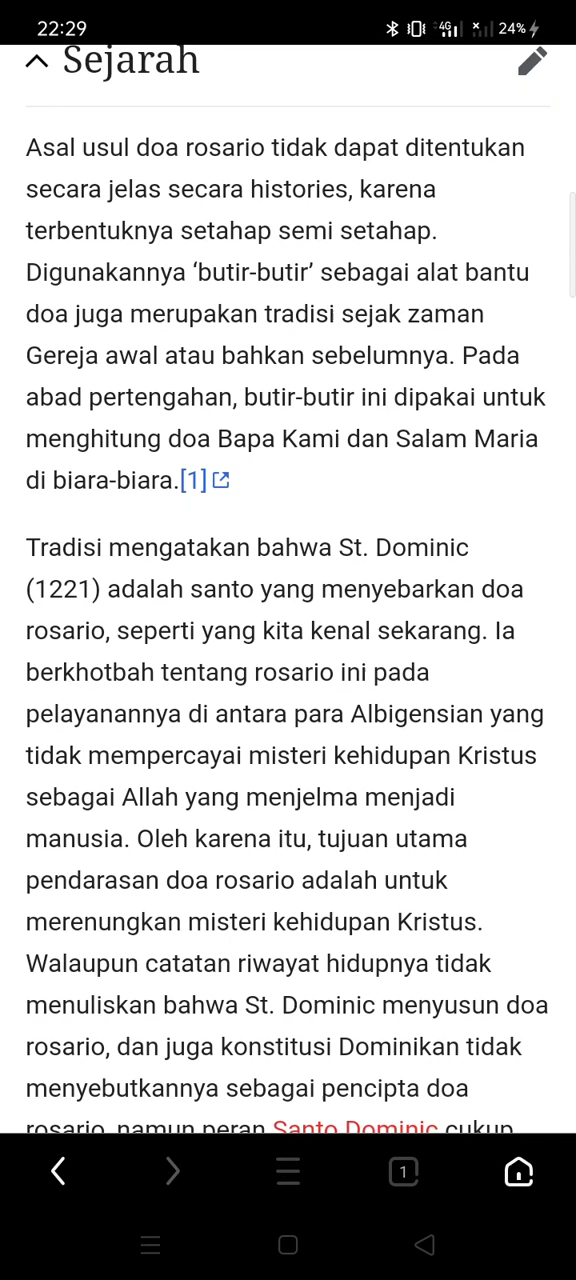 22:29
4G
24%
Sejarah
Asal usul doa rosario tidak dapat ditentukan
secara jelas secara histories, karena
terbentuknya setahap semi setahap.
Digunakannya ‘butir-butir’ sebagai alat bantu
doa juga merupakan tradisi sejak zaman
Gereja awal atau bahkan sebelumnya. Pada
abad pertengahan, butir-butir ini dipakai untuk
menghitung doa Bapa Kami dan Salam Maria
di biara-biara.[1]
Tradisi mengatakan bahwa St. Dominic
(1221) adalah santo yang menyebarkan doa
rosario, seperti yang kita kenal sekarang. Ia
berkhotbah tentang rosario ini pada
pelayanannya di antara para Albigensian yang
tidak mempercayai misteri kehidupan Kristus
sebagai Allah yang menjelma menjadi
manusia. Oleh karena itu, tujuan utama
pendarasan doa rosario adalah untuk
merenungkan misteri kehidupan Kristus.
Walaupun catatan riwayat hidupnya tidak
menuliskan bahwa St. Dominic menyusun doa
rosario, dan juga konstitusi Dominikan tidak
menyebutkannya sebagai pencipta doa
rosario, namun peran Santo Dominic cukup
1